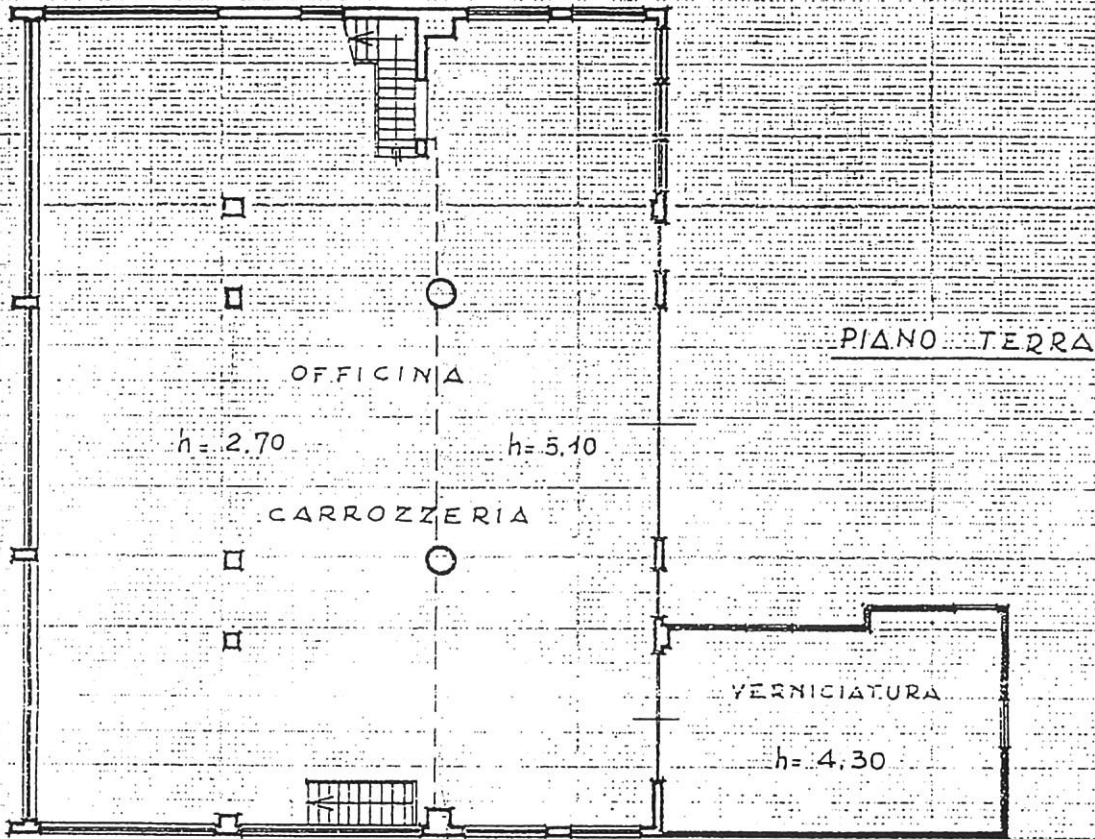 PIANO TERRA
OFFICINA
h= 2.70
h= 5.10
CARROZZERIA
VERNICIATURA
h= 4.30